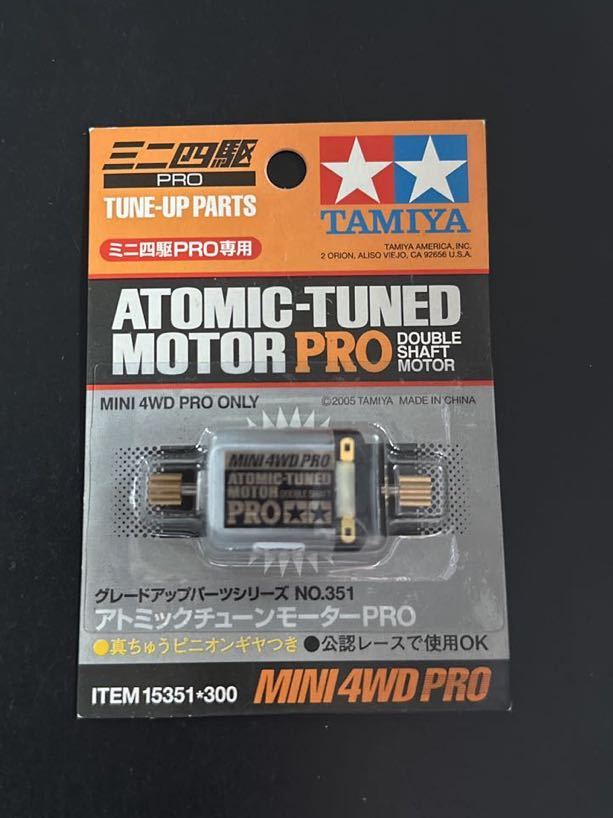 ミニ四駆
PRO
TUNE-UP PARTS
ミニ四駆PRO専用
TAMIYA
TAMIYA AMERICA, INC.
2 ORION, ALISO VIEJO, CA 92656 U.S.A.
ATOMIC-TUNED
MOTOR PRO DOUBLE SHAFT MOTOR
MINI 4WD PRO ONLY
©2005 TAMIYA MADE IN CHINA
MINI 4WD PRO
ATOMIC-TUNED
MOTOR DOUBLE SHAFT
PRO
グレードアップパーツシリーズ NO.351
アトミックチューンモーターPRO
●真ちゅうピニオンギヤつき ●公認レースで使用OK
ITEM 15351*300 MINI 4WD PRO